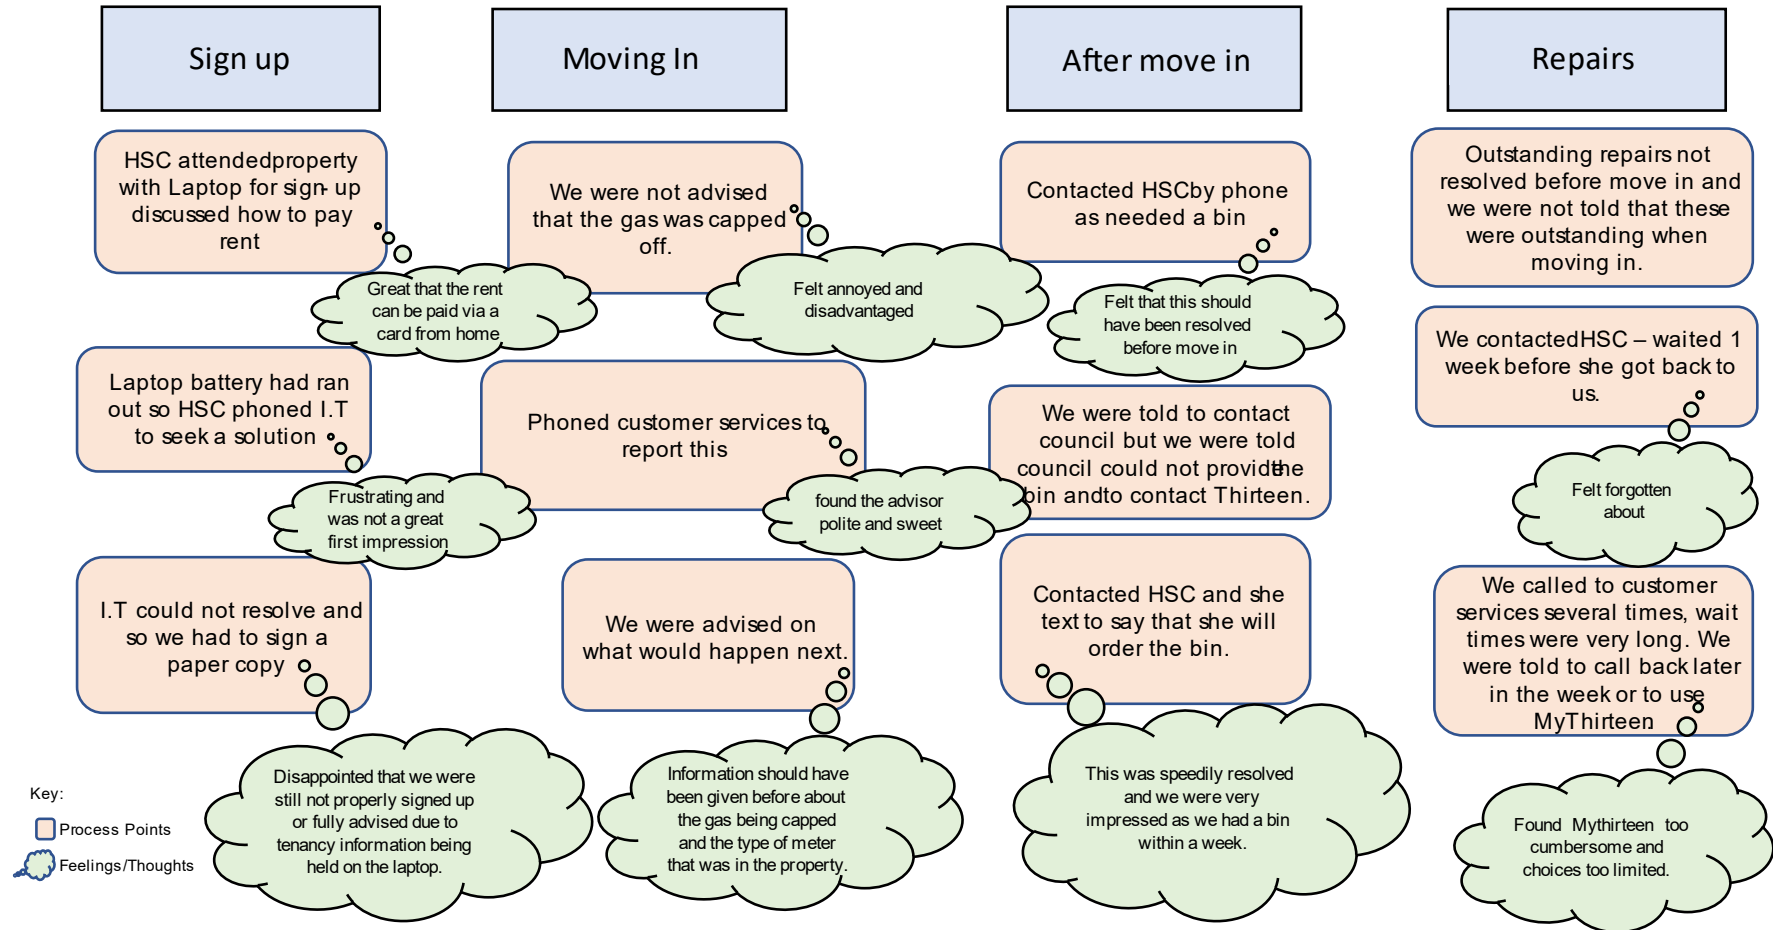 Sign up
HSC attendedproperty
with Laptop for sign- up
discussed how to pay
rent
Great that the rent
can be paid via a
card from home
Laptop battery had ran
out so HSC phoned I.T
to seek a solution
Frustrating and
was not a great
first impression
I.T could not resolve and
so we had to sign a
paper copy
Disappointed that we were
still not properly signed up
or fully advised due to
tenancy information being
held on the laptop.
Moving In
We were not advised
that the gas was capped
off.
Felt annoyed and
disadvantaged
Phoned customer services to
report this
found the advisor
polite and sweet
We were advised on
what would happen next.
Information should have
been given before about
the gas being capped
and the type of meter
that was in the property.
After move in
Contacted HSCby phone
as needed a bin
Felt that this should
have been resolved
before move in
We were told to contact
council but we were told
council could not provide the
bin andto contact Thirteen.
Contacted HSC and she
text to say that she will
order the bin.
This was speedily resolved
and we were very
impressed as we had a bin
within a week.
Repairs
Outstanding repairs not
resolved before move in and
we were not told that these
were outstanding when
moving in.
We contactedHSC – waited 1
week before she got back to
us.
Felt forgotten
about
We called to customer
services several times, wait
times were very long. We
were told to call back later
in the week or to use
MyThirteen.
Found Mythirteen too
cumbersome and
choices too limited.
Key:
Process Points
Feelings/Thoughts